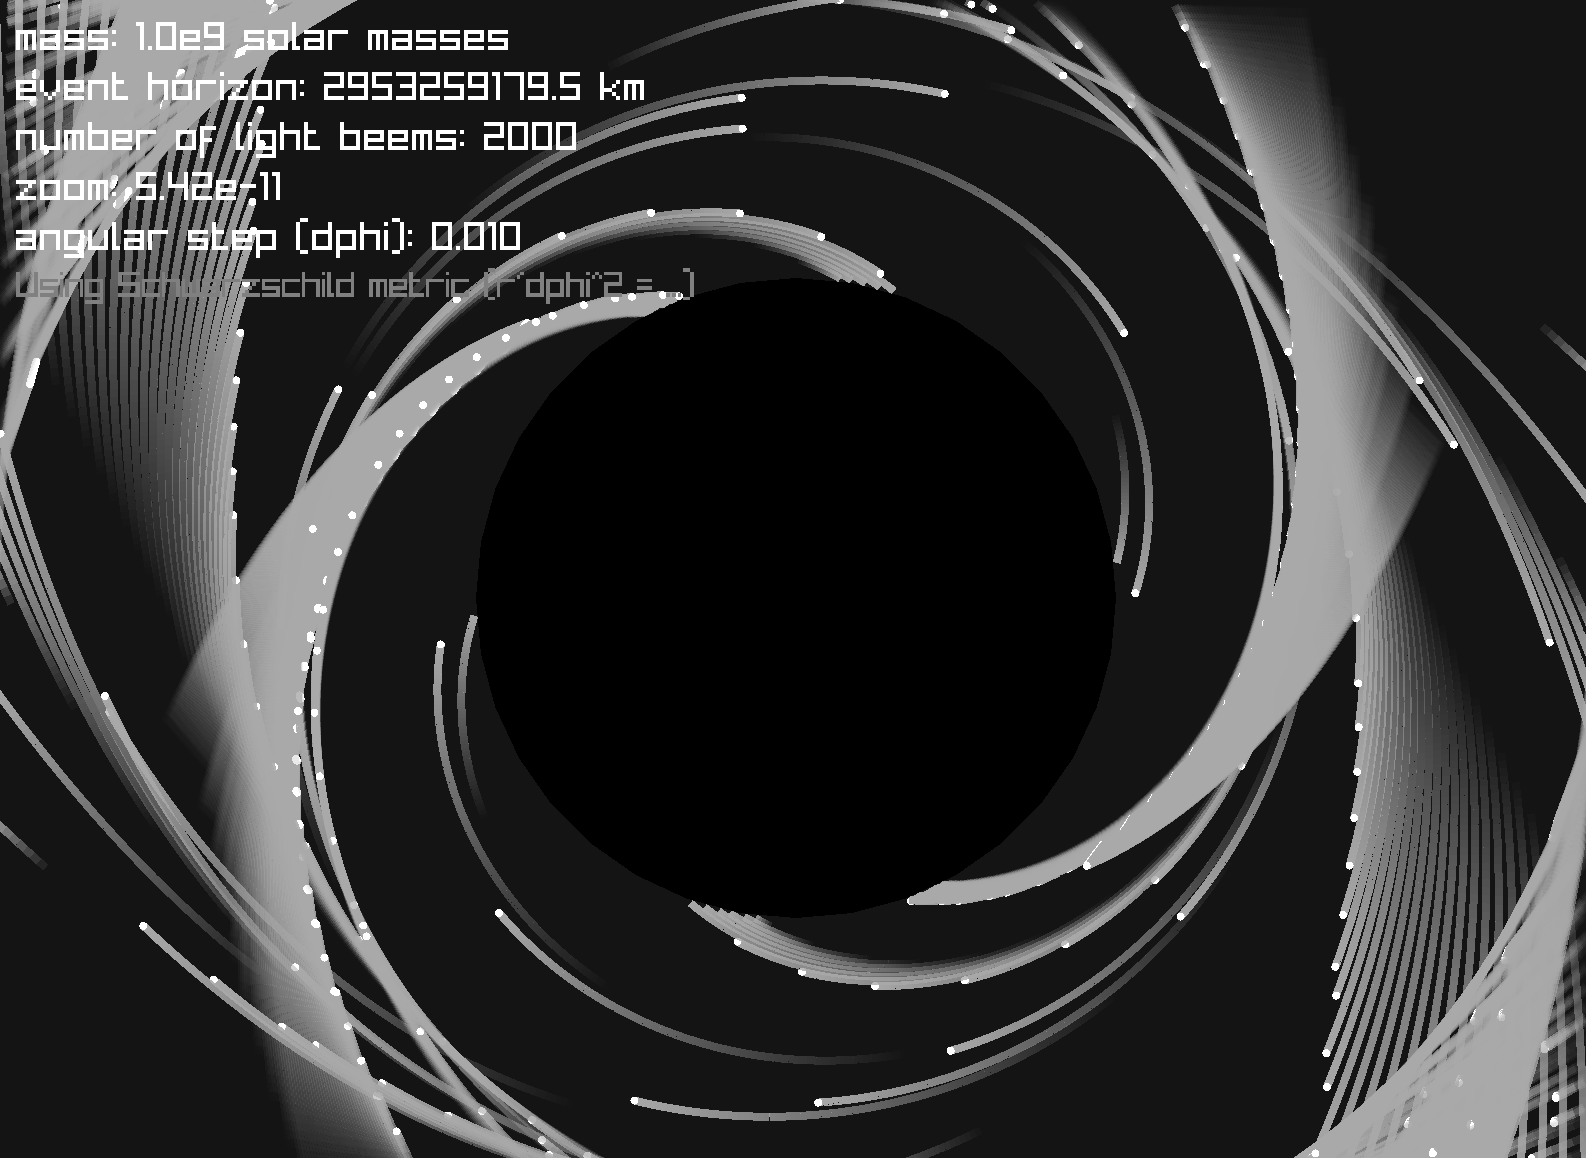 mass: 1.0e9 solar masses
event horizon: 2953259179.5 km
number of light beems: 2000
zoom: 5.42e-11
angular step (dphi): 0.010
Using Schwarzschild metric (r^dphi^2 = ...)